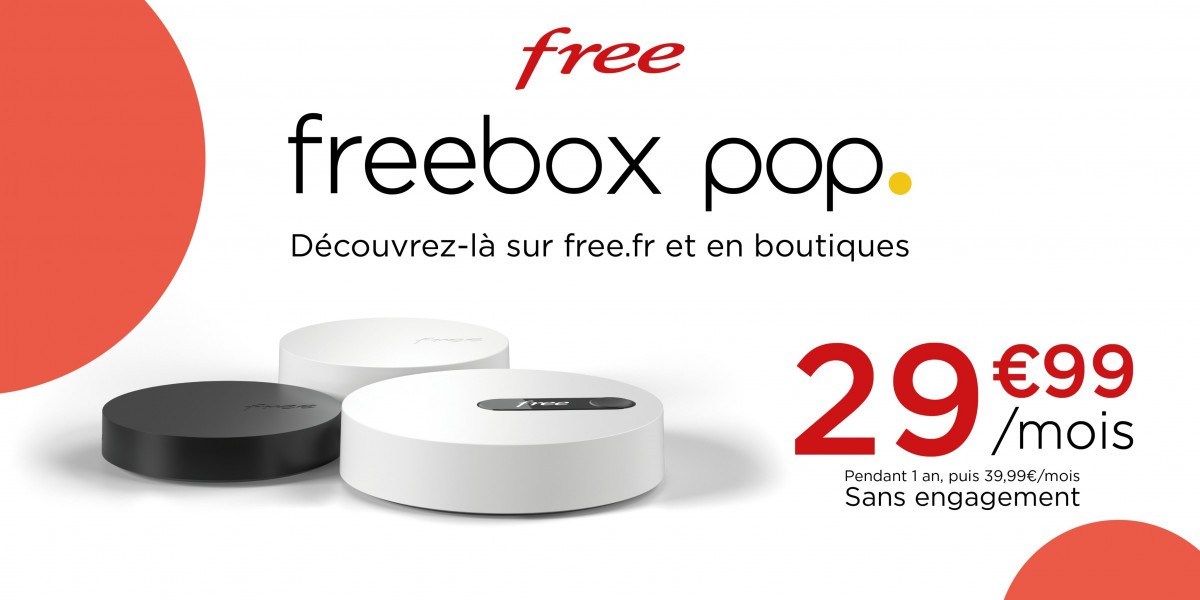 free
freebox pop.
Découvrez-là sur free.fr et en boutiques
free
free
free
29€99
/mois
Pendant 1 an, puis 39,99€/mois
Sans engagement